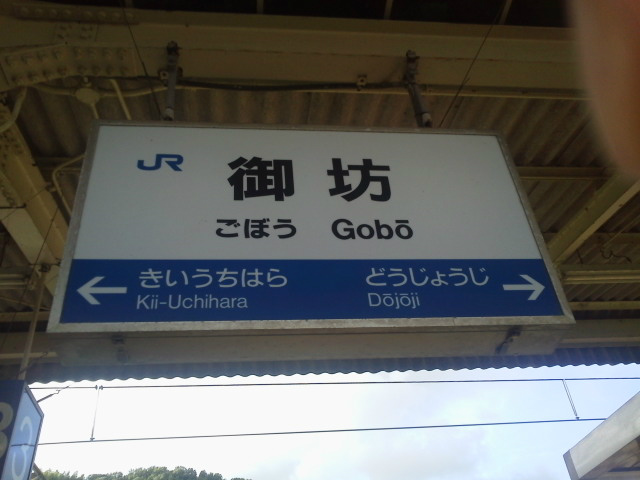 JR
御坊
ごぼう Gobō
← きいうちはら どうじょうじ →
Kii-Uchihara Dōjōji